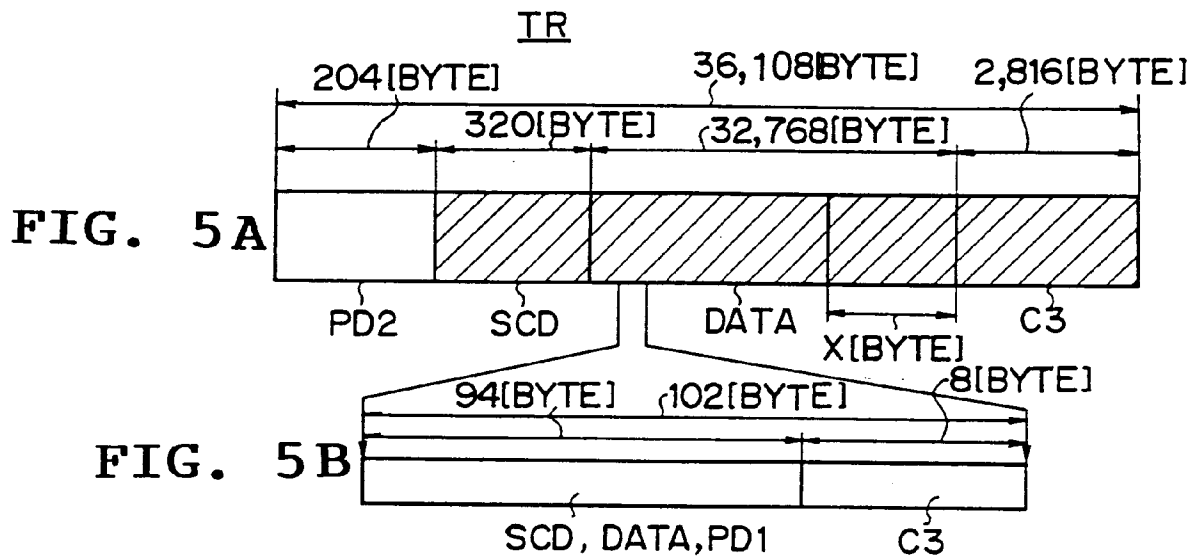 TR
204[BYTE]
36,108[BYTE]
2,816[BYTE]
320[BYTE]
32,768[BYTE]
FIG. 5A
PD2
SCD
DATA
C3
X[BYTE]
94[BYTE]
102[BYTE]
8[BYTE]
FIG. 5B
SCD, DATA, PD1
C3